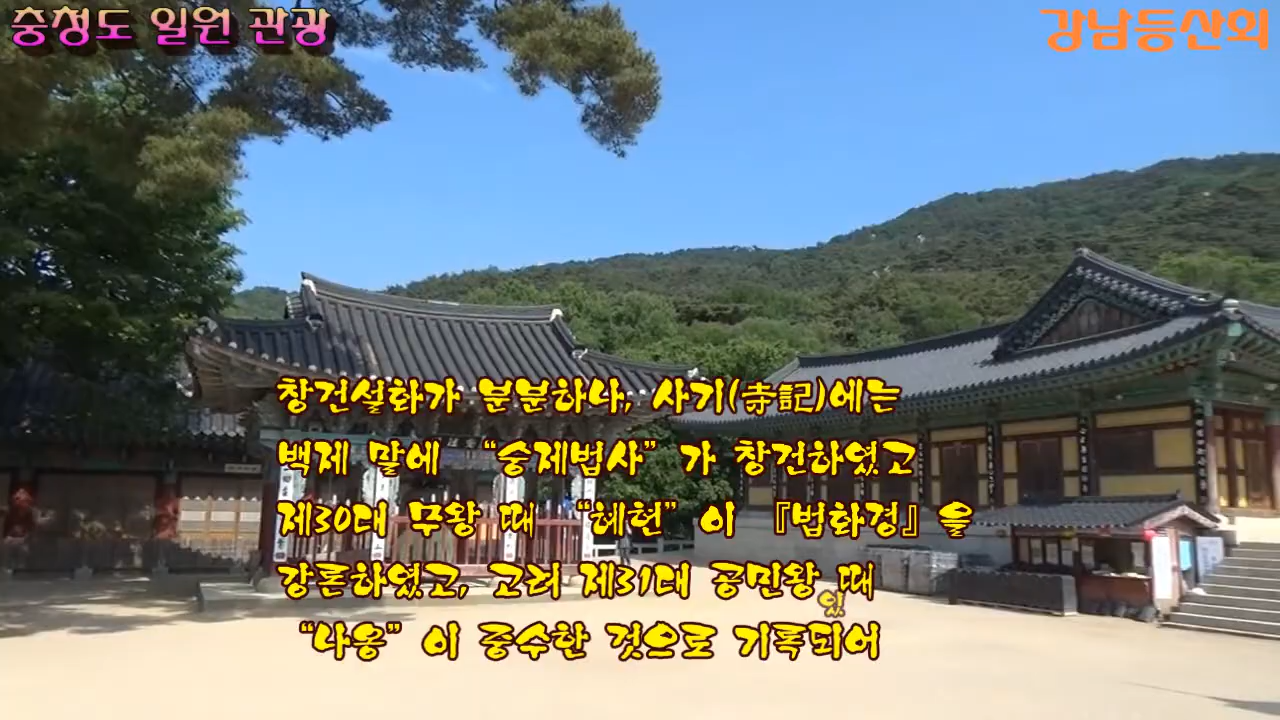 충청도 일원 관광
강남등산회
창건설화가 분분하나, 사기(寺記)에는
백제 말에 “숭제법사” 가 창건하였고
제30대 무왕 때 “혜현” 이 『법화경』을
강론하였고, 고려 제31대 공민왕 때
“나옹” 이 중수한 것으로 기록되어
있